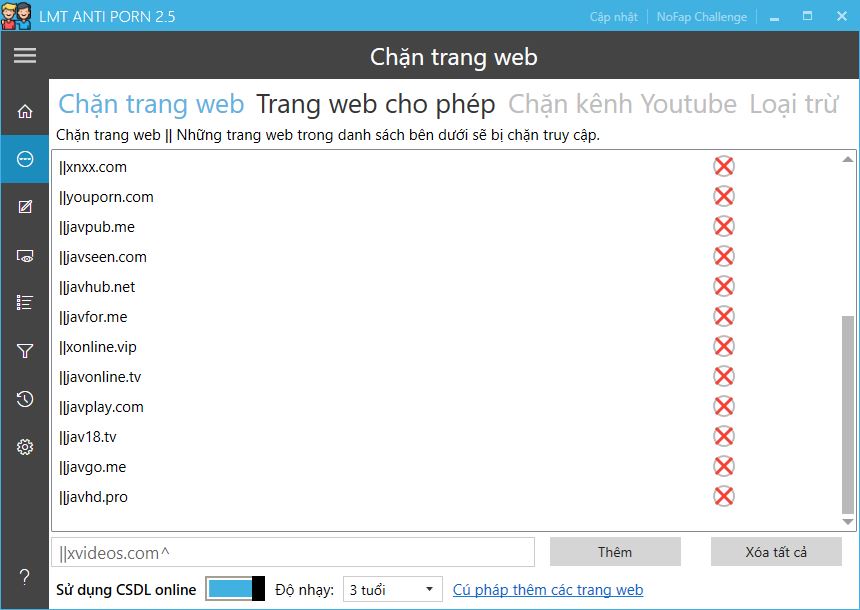 LMT ANTI PORN 2.5
Cập nhật
NoFap Challenge
Chặn trang web
Chặn trang web Trang web cho phép Chặn kênh Youtube Loại trừ
Chặn trang web || Những trang web trong danh sách bên dưới sẽ bị chặn truy cập.
||xnxx.com
||youporn.com
||javpub.me
||javseen.com
||javhub.net
||javfor.me
||xonline.vip
||javonline.tv
||javplay.com
||jav18.tv
||javgo.me
||javhd.pro
||xvideos.com^
Thêm
Xóa tất cả
Sử dụng CSDL online
Độ nhạy:
3 tuổi
Cú pháp thêm các trang web